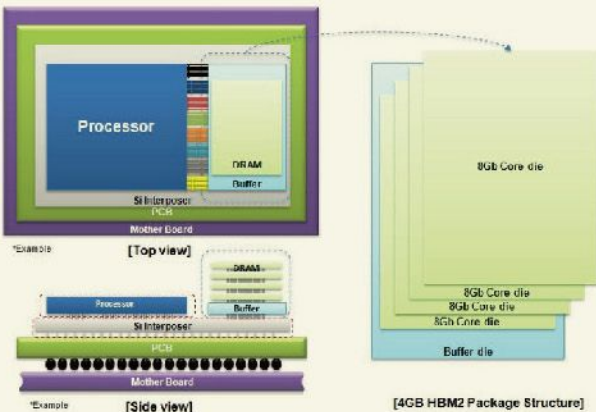 Processor
DRAM
Buffer
Si Interposer
PCB
Mother Board
*Example
[Top view]
DRAM
Processor
Buffer
Si Interposer
PCB
Mother Board
*Example
[Side view]
8Gb Core die
8Gb Core die
8Gb Core die
8Gb Core die
Buffer die
[4GB HBM2 Package Structure]